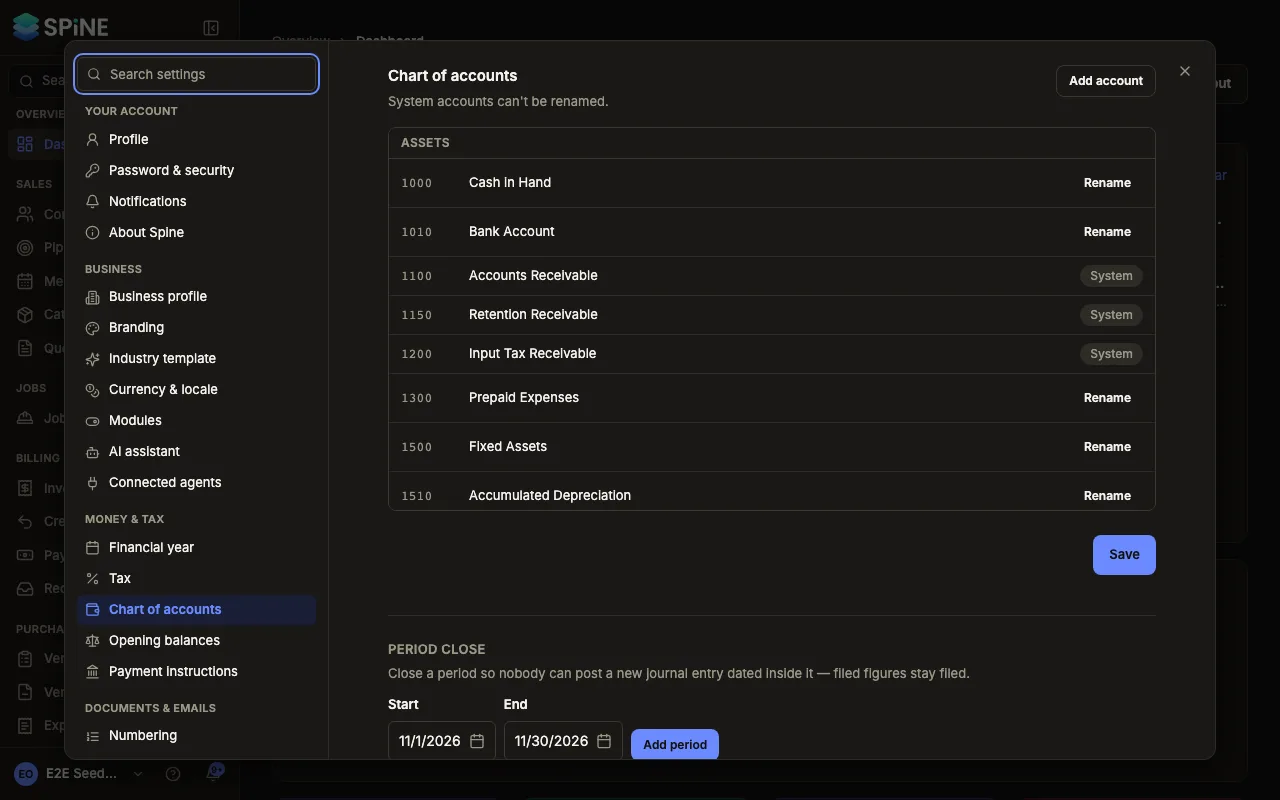 SPiNE
Overview
Dashboard
Search settings
YOUR ACCOUNT
Profile
Password & security
Notifications
About Spine
BUSINESS
Business profile
Branding
Industry template
Currency & locale
Modules
AI assistant
Connected agents
MONEY & TAX
Financial year
Tax
Chart of accounts
Opening balances
Payment instructions
DOCUMENTS & EMAILS
Numbering
Chart of accounts
System accounts can't be renamed.
Add account
ASSETS
1000 Cash in Hand Rename
1010 Bank Account Rename
1100 Accounts Receivable System
1150 Retention Receivable System
1200 Input Tax Receivable System
1300 Prepaid Expenses Rename
1500 Fixed Assets Rename
1510 Accumulated Depreciation Rename
Save
PERIOD CLOSE
Close a period so nobody can post a new journal entry dated inside it — filed figures stay filed.
Start End
11/1/2026 11/30/2026 Add period
SALES
JOBS
BILLING
EO E2E Seed...
9+